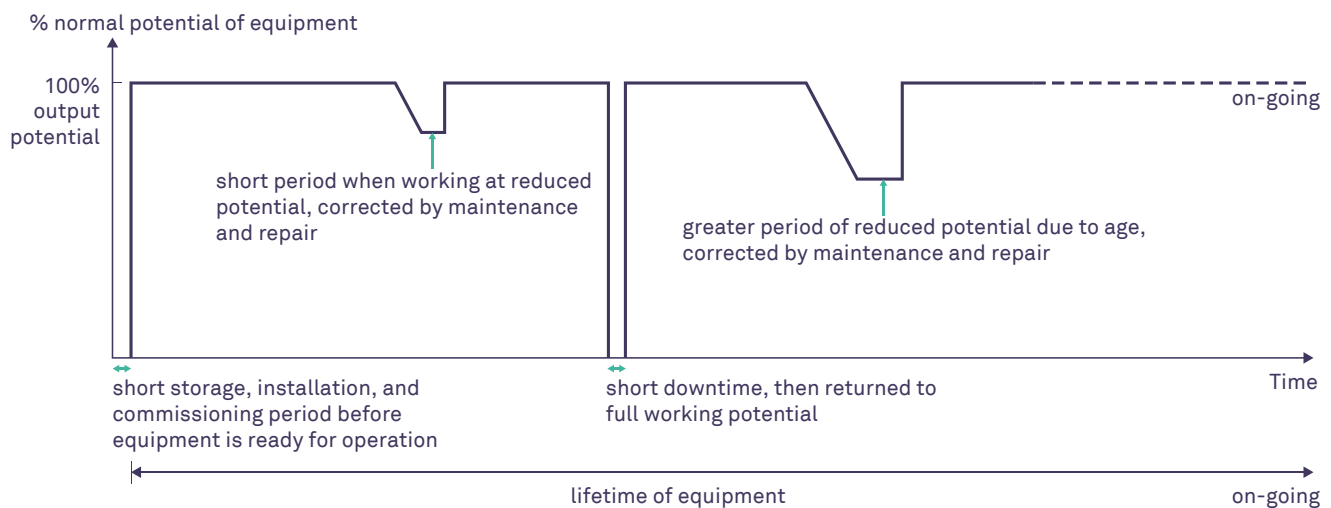 % normal potential of equipment
100%
output
potential
on-going
short period when working at reduced
potential, corrected by maintenance
and repair
greater period of reduced potential due to age,
corrected by maintenance and repair
Time
short storage, installation, and
commissioning period before
equipment is ready for operation
short downtime, then returned to
full working potential
lifetime of equipment
on-going